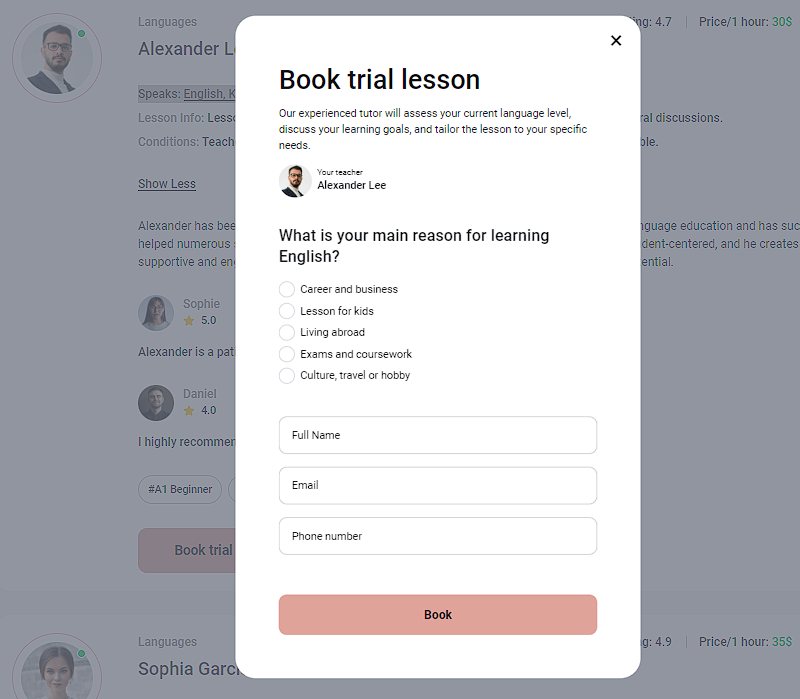 Languages
Alexander L
ng: 4.7
Price/1 hour: 30$
Speaks: English, K
Lesson Info: Lesso
ral discussions.
Conditions: Teache
ble.
Show Less
Alexander has bee
nguage education and has suc
helped numerous s
dent-centered, and he creates
supportive and en
ential.
Sophie
5.0
Alexander is a pati
Daniel
4.0
I highly recommen
#A1 Beginner
Book trial
Book trial lesson
Our experienced tutor will assess your current language level,
discuss your learning goals, and tailor the lesson to your specific
needs.
Your teacher
Alexander Lee
What is your main reason for learning
English?
Career and business
Lesson for kids
Living abroad
Exams and coursework
Culture, travel or hobby
Full Name
Email
Phone number
Book
Languages
Sophia Garci
ng: 4.9
Price/1 hour: 35$